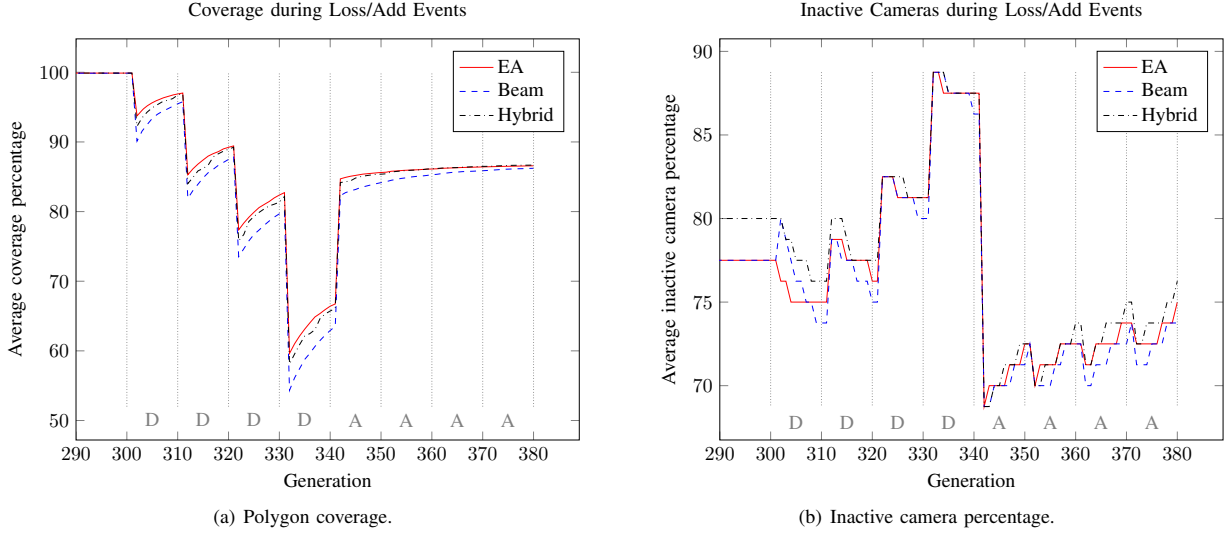 Coverage during Loss/Add Events
Average coverage percentage
100
90
80
70
60
50
EA
Beam
Hybrid
D D D D A A A A
290 300 310 320 330 340 350 360 370 380
Generation
(a) Polygon coverage.
Inactive Cameras during Loss/Add Events
Average inactive camera percentage
90
85
80
75
70
EA
Beam
Hybrid
D D D D A A A A
290 300 310 320 330 340 350 360 370 380
Generation
(b) Inactive camera percentage.